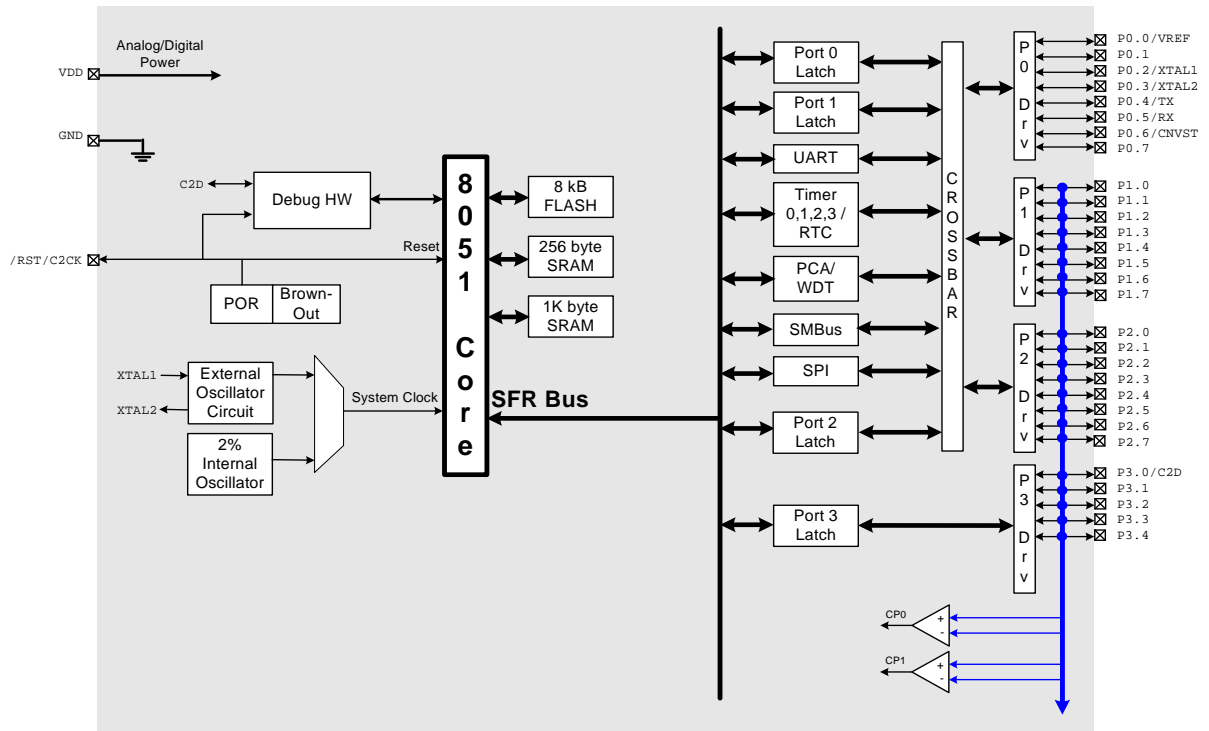 Analog/Digital
Power
VDD
GND
C2D
Debug HW
/RST/C2CK
Reset
POR
Brown-
Out
XTAL1
XTAL2
External
Oscillator
Circuit
2%
Internal
Oscillator
System Clock
8
0
5
1
C
o
r
e
8 kB
FLASH
256 byte
SRAM
1K byte
SRAM
SFR Bus
Port 0
Latch
Port 1
Latch
UART
Timer
0,1,2,3 /
RTC
PCA/
WDT
SMBus
SPI
Port 2
Latch
Port 3
Latch
C
R
O
S
S
B
A
R
P
0
D
r
v
P
1
D
r
v
P
2
D
r
v
P
3
D
r
v
P0.0/VREF
P0.1
P0.2/XTAL1
P0.3/XTAL2
P0.4/TX
P0.5/RX
P0.6/CNVST
P0.7
P1.0
P1.1
P1.2
P1.3
P1.4
P1.5
P1.6
P1.7
P2.0
P2.1
P2.2
P2.3
P2.4
P2.5
P2.6
P2.7
P3.0/C2D
P3.1
P3.2
P3.3
P3.4
CP0
+
-
CP1
+
-